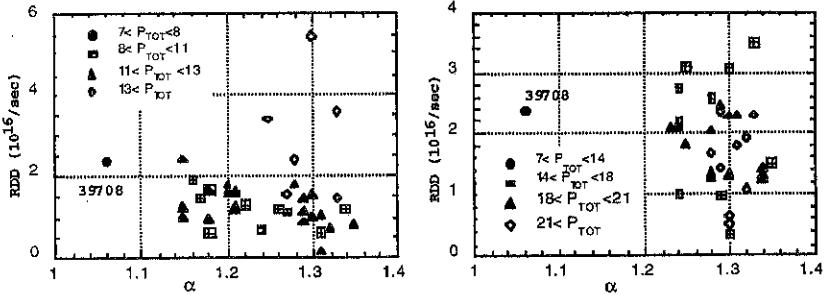 6
4
2
0
RDD (10^16/sec)
7< P_TOT <8
8< P_TOT <11
11< P_TOT <13
13< P_TOT
39708
1 1.1 1.2 1.3 1.4
α
4
3
2
1
0
RDD (10^16/sec)
39708
7< P_TOT <14
14< P_TOT <18
18< P_TOT <21
21< P_TOT
1 1.1 1.2 1.3 1.4
α